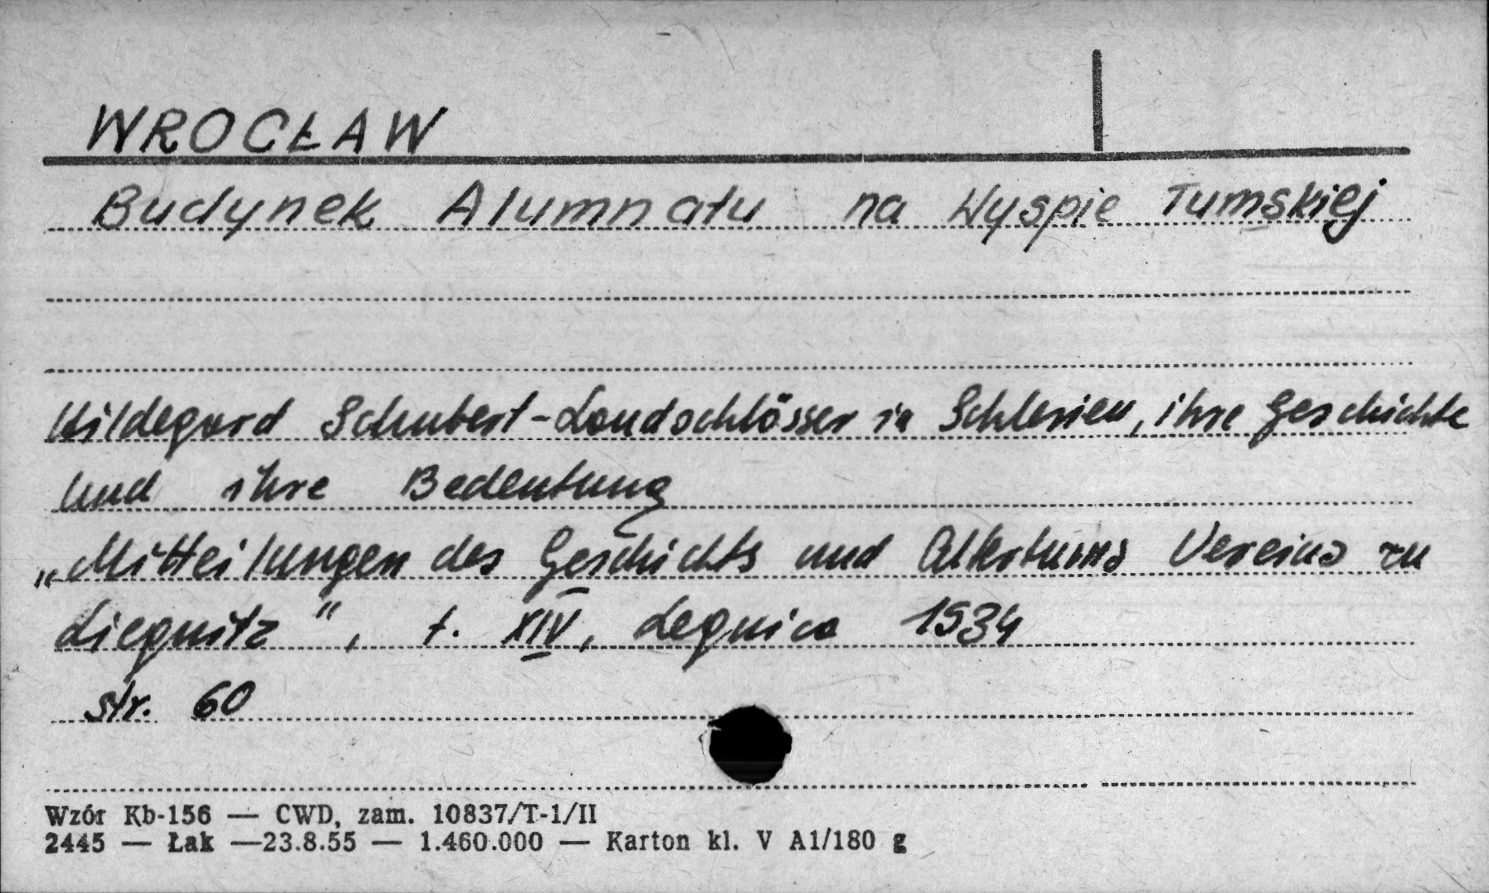 WROCŁAW
Budynek Alumnatu na Wyspie Tumskiej
Hildegard Schubert - Landschlösser in Schlesien, ihre Geschichte
und ihre Bedeutung
„Mitteilungen des Geschichts und Altertums Vereins zu
Liegnitz“, t. XIV, Legnica 1934
str. 60
Wzór Kb-156 — CWD, zam. 10837/T-1/II
2445 — Łak —23.8.55 — 1.460.000 — Karton kl. V A1/180 g